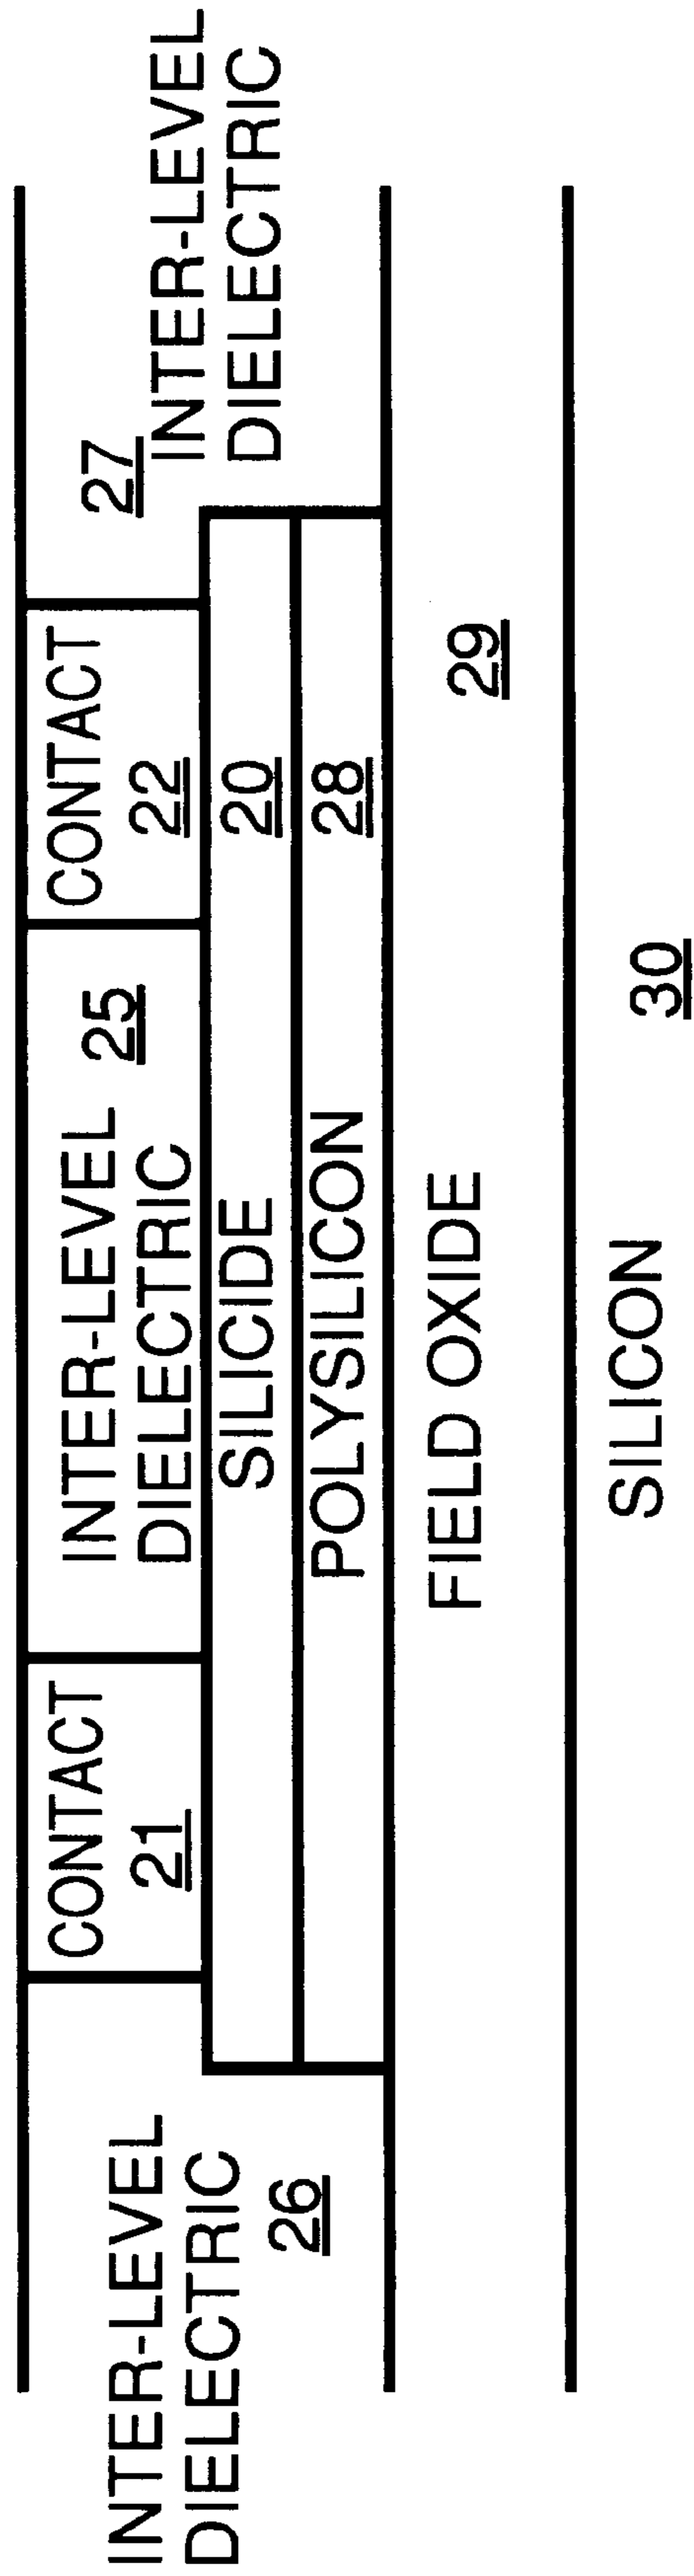 CONTACT
21
INTER-LEVEL
DIELECTRIC
25
CONTACT
22
27
INTER-LEVEL
DIELECTRIC
INTER-LEVEL
DIELECTRIC
26
SILICIDE
20
POLYSILICON
28
FIELD OXIDE
29
SILICON
30